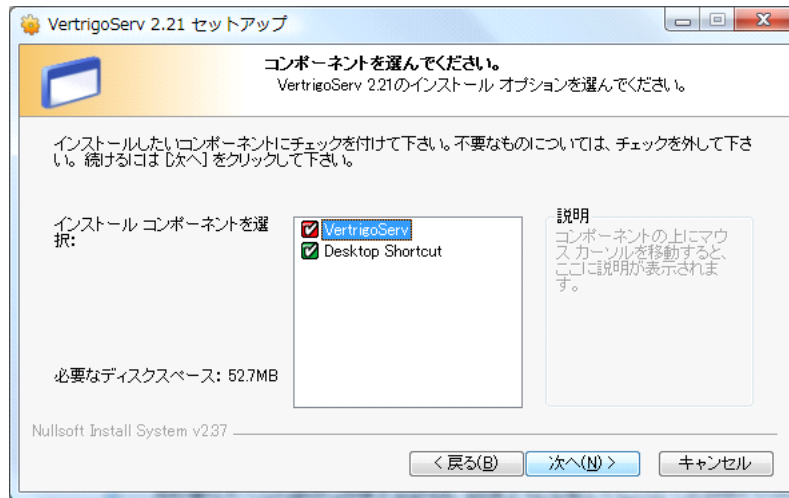 VertrigoServ 2.21 セットアップ
コンポーネントを選んでください。
VertrigoServ 2.21のインストール オプションを選んでください。
インストールしたいコンポーネントにチェックを付けて下さい。不要なものについては、チェックを外して下さ
い。 続けるには [次へ] をクリックして下さい。
インストール コンポーネントを選
択:
VertrigoServ
Desktop Shortcut
説明
コンポーネントの上にマウ
ス カーソルを移動すると、
ここに説明が表示されま
す。
必要なディスクスペース: 52.7MB
Nullsoft Install System v2.37
< 戻る(B)
次へ(N) >
キャンセル